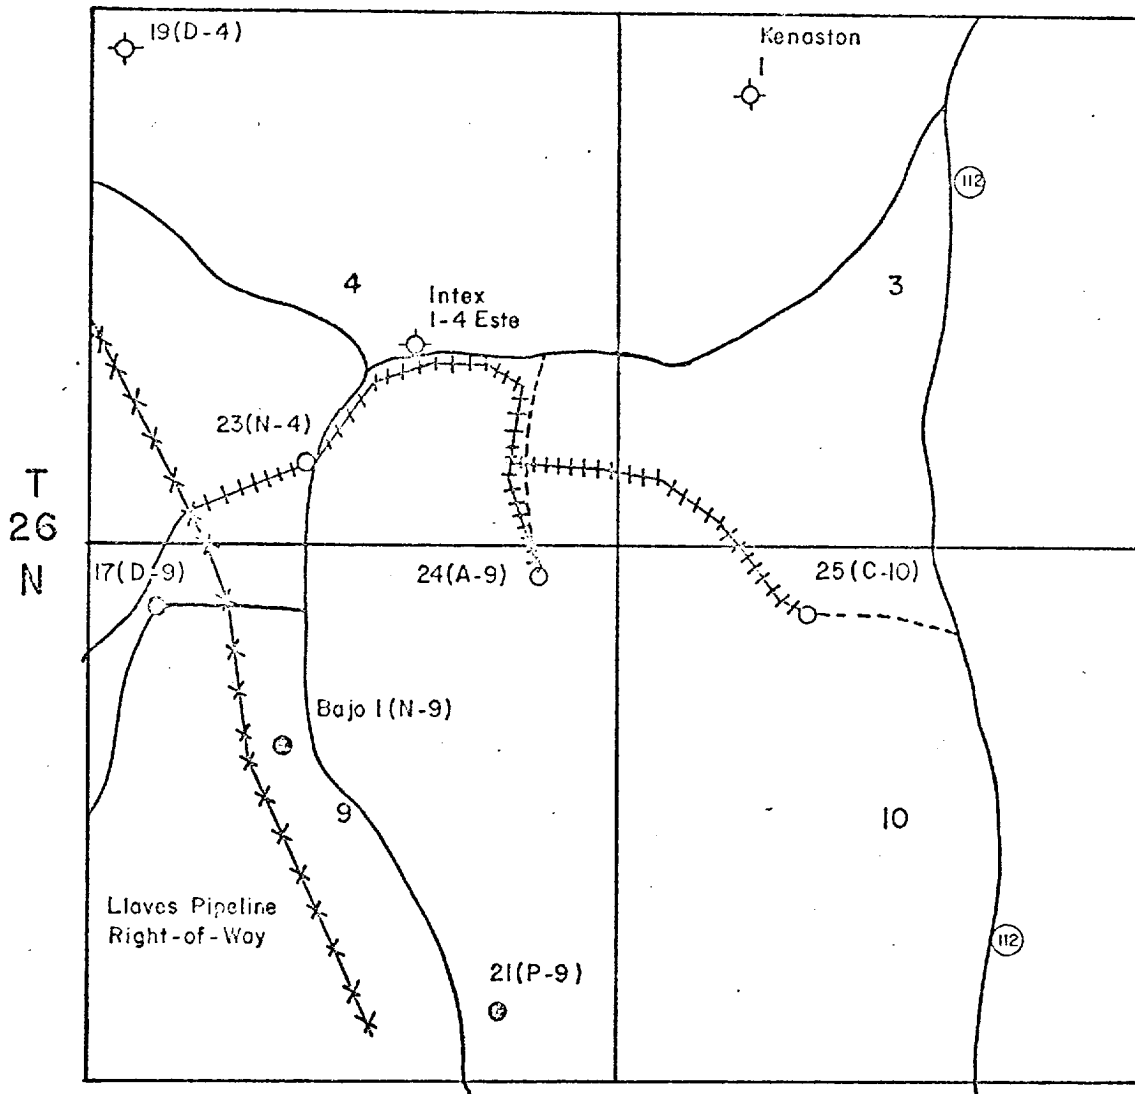 19(D-4)
Kenaston
1
112
4
3
Intex
1-4 Este
23(N-4)
T
26
N
17(D-9)
24(A-9)
25(C-10)
Bajo 1(N-9)
9
10
Llaves Pipeline
Right-of-Way
112
21(P-9)